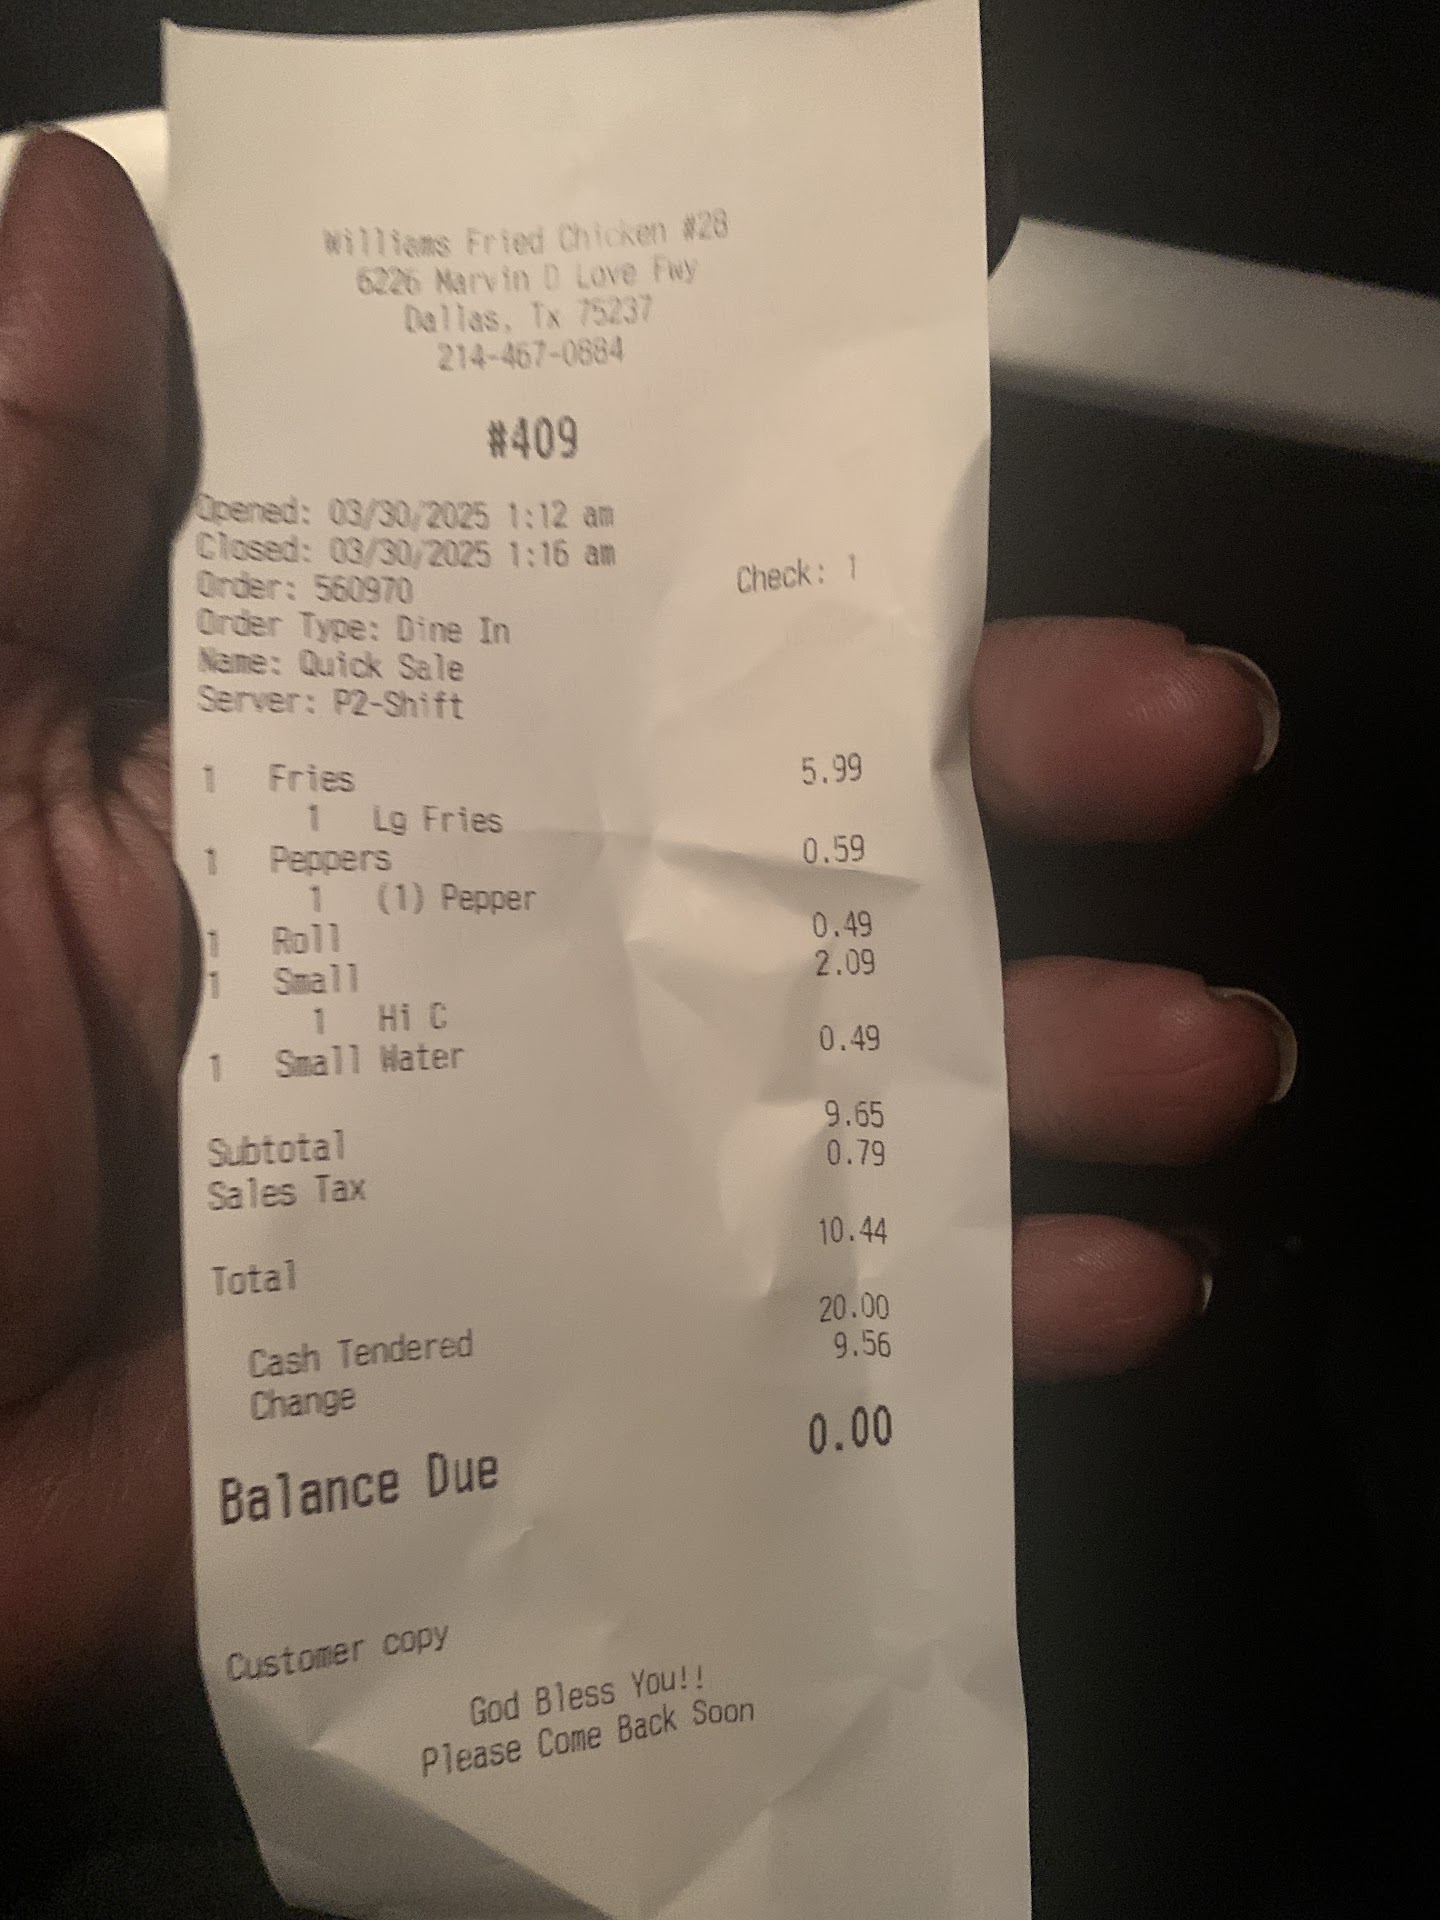 Williams Fried Chicken #28
6226 Marvin D Love Fwy
Dallas, Tx 75237
214-467-0884
#409
Opened: 03/30/2025 1:12 am
Closed: 03/30/2025 1:16 am
Order: 560970 Check: 1
Order Type: Dine In
Name: Quick Sale
Server: P2-Shift
1 Fries 5.99
1 Lg Fries
1 Peppers 0.59
1 (1) Pepper
1 Roll 0.49
1 Small 2.09
1 Hi C
1 Small Water 0.49
Subtotal 9.65
Sales Tax 0.79
Total 10.44
Cash Tendered 20.00
Change 9.56
Balance Due 0.00
Customer copy
God Bless You!!
Please Come Back Soon